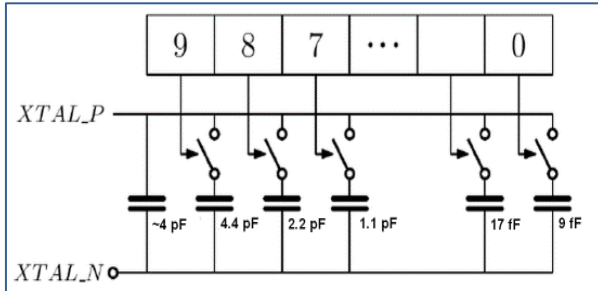 9 8 7 ... 0
XTAL_P
~4 pF 4.4 pF 2.2 pF 1.1 pF 17 fF 9 fF
XTAL_N